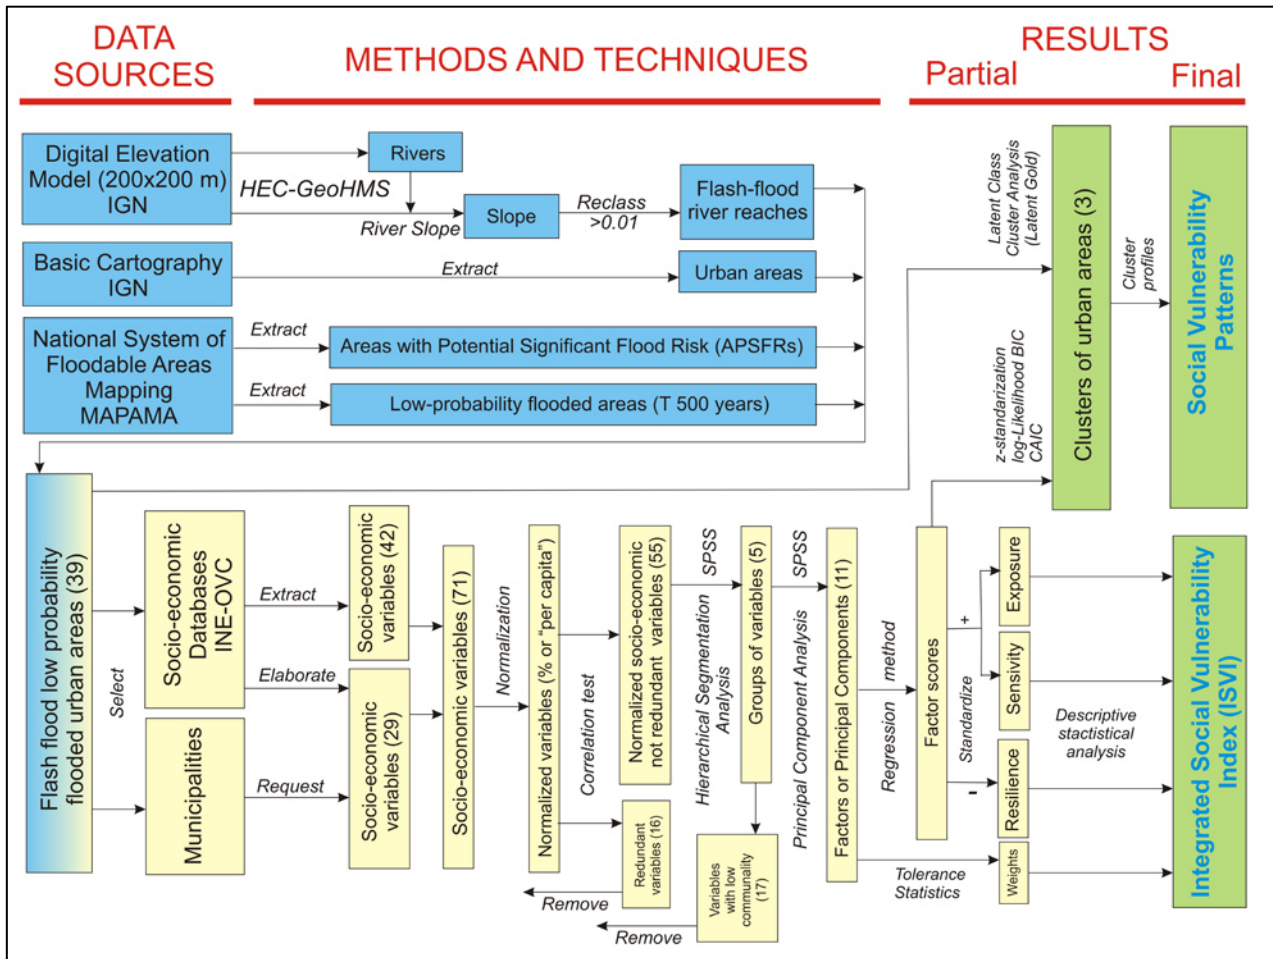 DATA
SOURCES
METHODS AND TECHNIQUES
RESULTS
Partial
Final
Digital Elevation
Model (200x200 m)
IGN
HEC-GeoHMS
Rivers
River Slope
Slope
Reclass
>0.01
Flash-flood
river reaches
Basic Cartography
IGN
Extract
Urban areas
National System of
Floodable Areas
Mapping
MAPAMA
Extract
Areas with Potential Significant Flood Risk (APSFRs)
Extract
Low-probability flooded areas (T 500 years)
Latent Class
Cluster Analysis
(Latent Gold)
z-standarization
log-Likelihood BIC
CAIC
Clusters of urban areas (3)
Cluster
profiles
Social Vulnerability
Patterns
Flash flood low probability
flooded urban areas (39)
Select
Socio-economic
Databases
INE-OVC
Municipalities
Extract
Elaborate
Request
Socio-economic
variables (42)
Socio-economic
variables (29)
Socio-economic variables (71)
Normalization
Normalized variables (% or "per capita")
Correlation test
Normalized socio-economic
not redundant variables (55)
Redundant
variables (16)
Remove
SPSS
Hierarchical Segmentation
Analysis
Groups of variables (5)
Variables
with low
communality
(17)
Remove
SPSS
Principal Component Analysis
Factors or Principal Components (11)
Regression method
Tolerance
Statistics
Factor scores
Standardize
+
-
Exposure
Sensivity
Resilience
Weights
Descriptive
stactistical
analysis
Integrated Social Vulnerability
Index (ISVI)